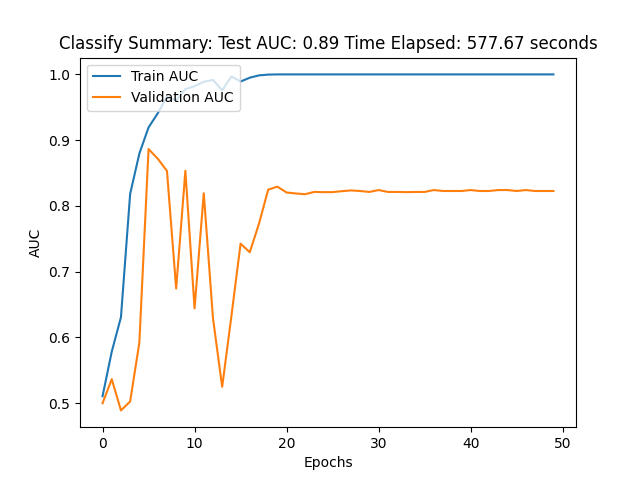 Classify Summary: Test AUC: 0.89 Time Elapsed: 577.67 seconds
Train AUC
Validation AUC
1.0
0.9
0.8
0.7
0.6
0.5
AUC
0 10 20 30 40 50
Epochs